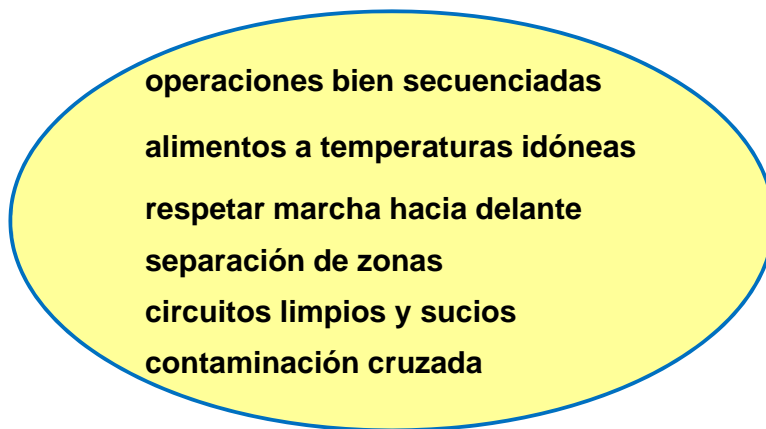 operaciones bien secuenciadas
alimentos a temperaturas idóneas
respetar marcha hacia delante
separación de zonas
circuitos limpios y sucios
contaminación cruzada